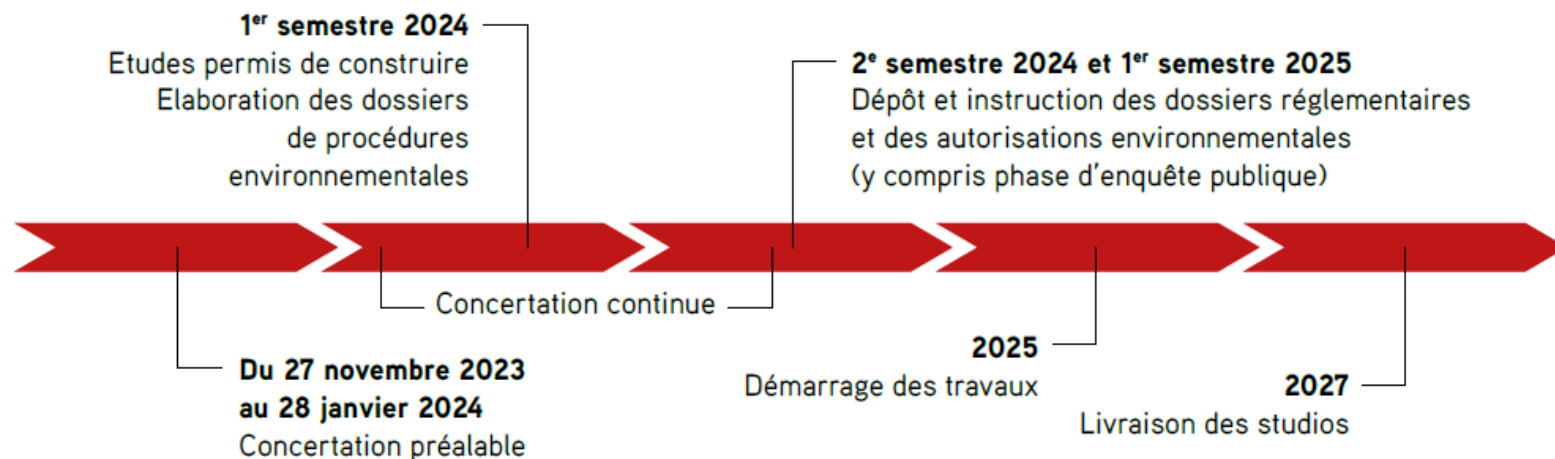 1er semestre 2024
Etudes permis de construire
Elaboration des dossiers
de procédures
environnementales
2e semestre 2024 et 1er semestre 2025
Dépôt et instruction des dossiers réglementaires
et des autorisations environnementales
(y compris phase d'enquête publique)
Concertation continue
Du 27 novembre 2023
au 28 janvier 2024
Concertation préalable
2025
Démarrage des travaux
2027
Livraison des studios